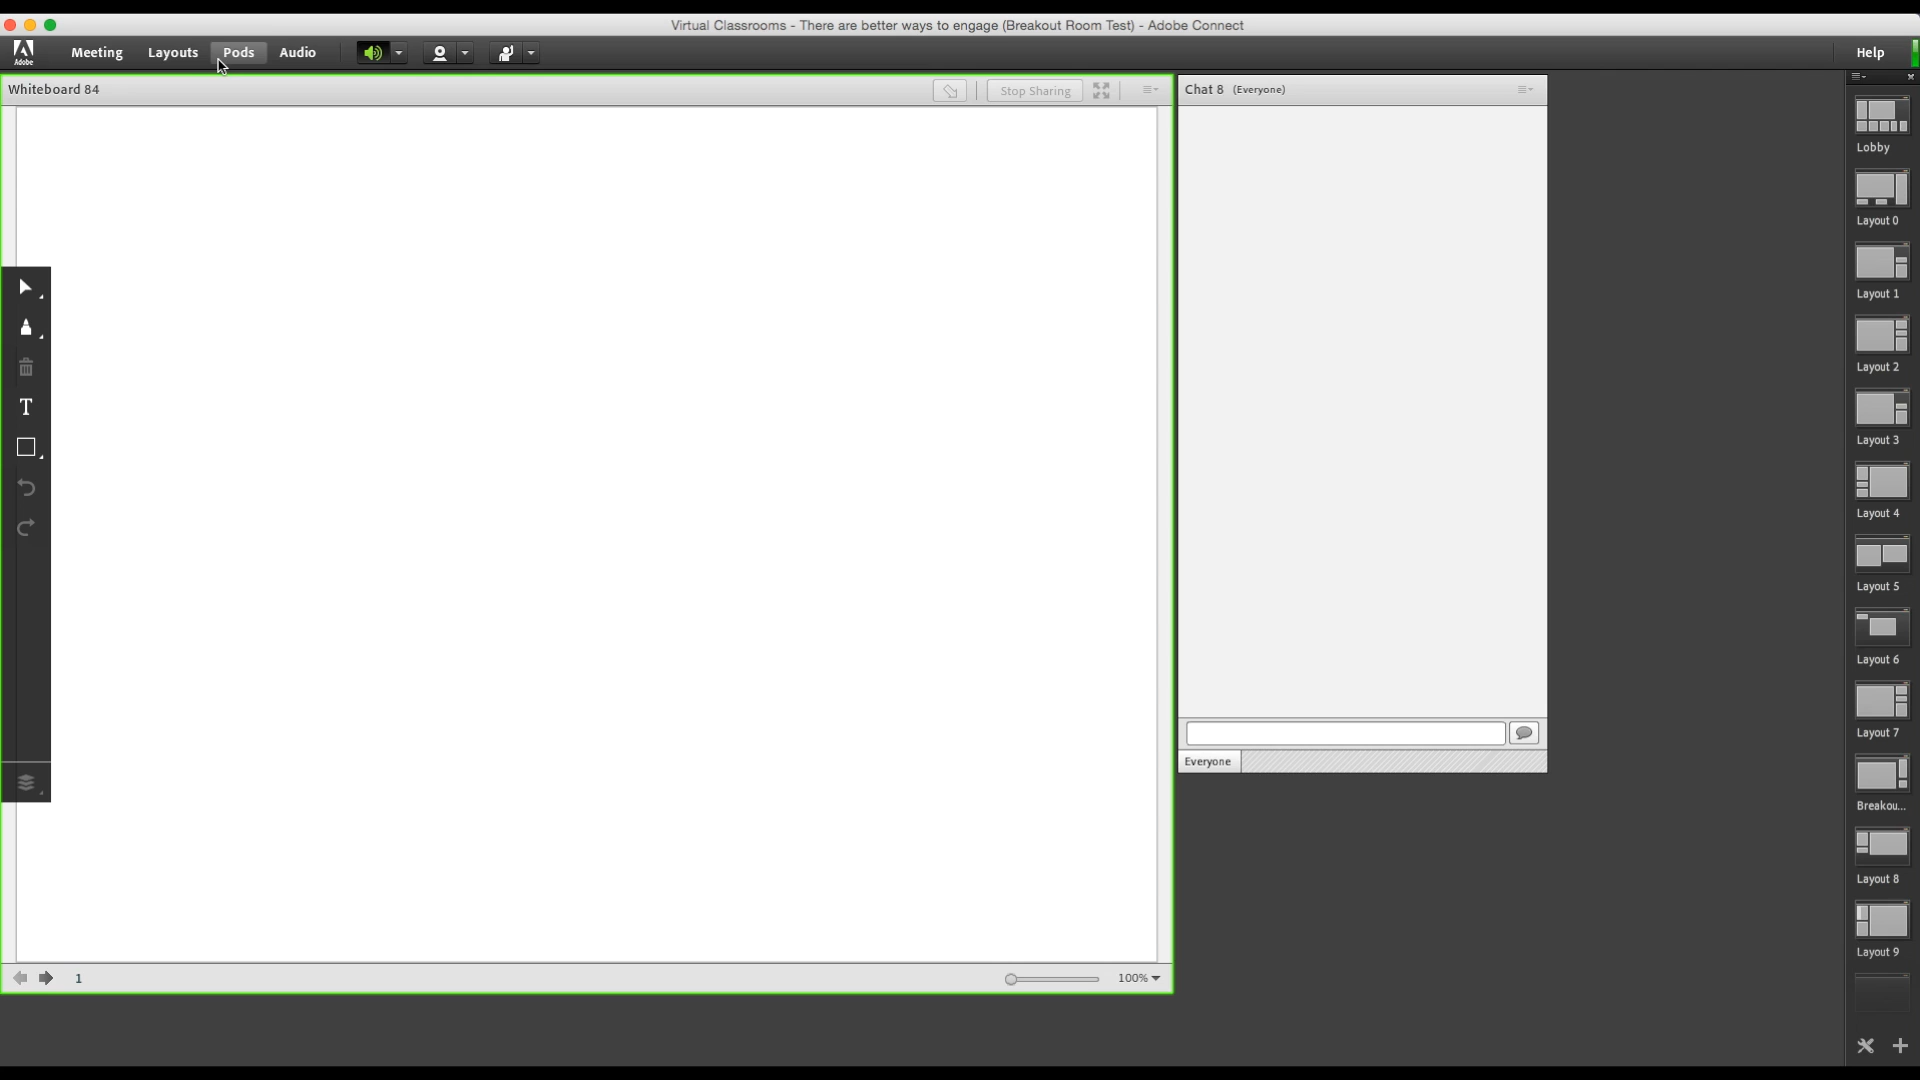 Virtual Classrooms - There are better ways to engage (Breakout Room Test) - Adobe Connect
Adobe
Meeting
Layouts
Pods
Audio
Help
Whiteboard 84
Stop Sharing
Chat 8 (Everyone)
T
Everyone
1
100%
Lobby
Layout 0
Layout 1
Layout 2
Layout 3
Layout 4
Layout 5
Layout 6
Layout 7
Breakou...
Layout 8
Layout 9